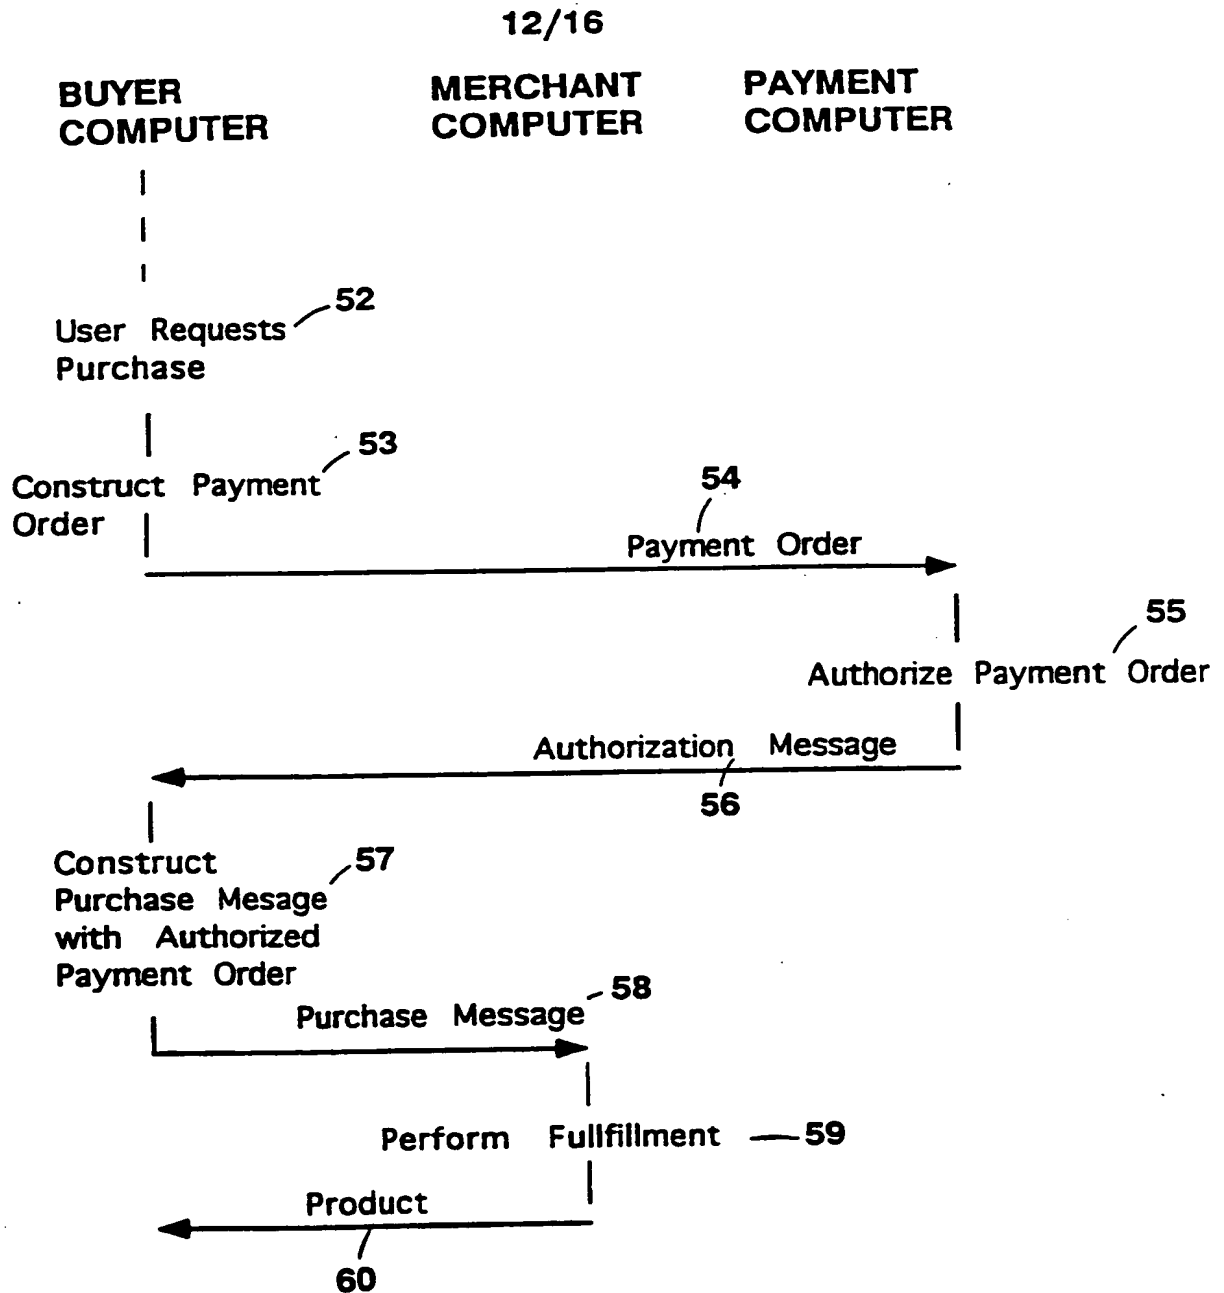 12/16
BUYER
COMPUTER
MERCHANT
COMPUTER
PAYMENT
COMPUTER
52
User Requests
Purchase
53
Construct Payment
Order
54
Payment Order
55
Authorize Payment Order
Authorization Message
56
Construct
57
Purchase Mesage
with Authorized
Payment Order
58
Purchase Message
Perform Fullfillment
59
Product
60